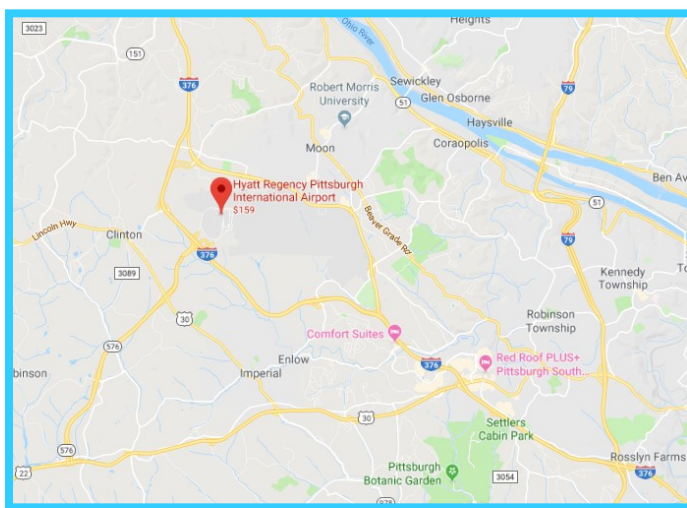 3023
Heights
Ohio River
151
376
79
Robert Morris
University
Sewickley
51
Glen Osborne
Haysville
Moon
Coraopolis
Ben Av
Hyatt Regency Pittsburgh
International Airport
$159
51
Beaver Grade Rd
Lincoln Hwy
Clinton
79
376
3089
Kennedy
Township
To
30
Robinson
Township
Comfort Suites
576
Enlow
376
Red Roof PLUS+
Pittsburgh South...
binson
Imperial
30
Settlers
Cabin Park
576
Rosslyn Farms
22
Pittsburgh
Botanic Garden
3054
376
978